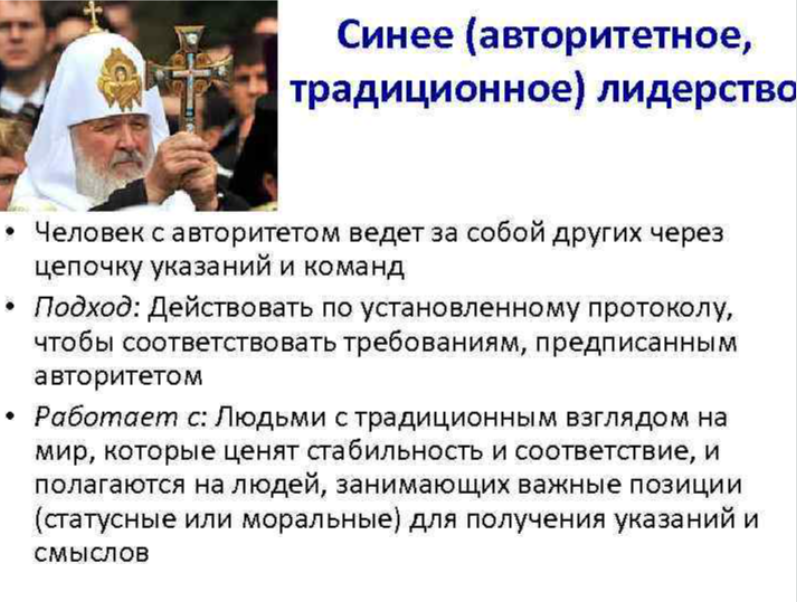 Синее (авторитетное,
традиционное) лидерство
• Человек с авторитетом ведет за собой других через
цепочку указаний и команд
• Подход: Действовать по установленному протоколу,
чтобы соответствовать требованиям, предписанным
авторитетом
• Работает с: Людьми с традиционным взглядом на
мир, которые ценят стабильность и соответствие, и
полагаются на людей, занимающих важные позиции
(статусные или моральные) для получения указаний и
смыслов